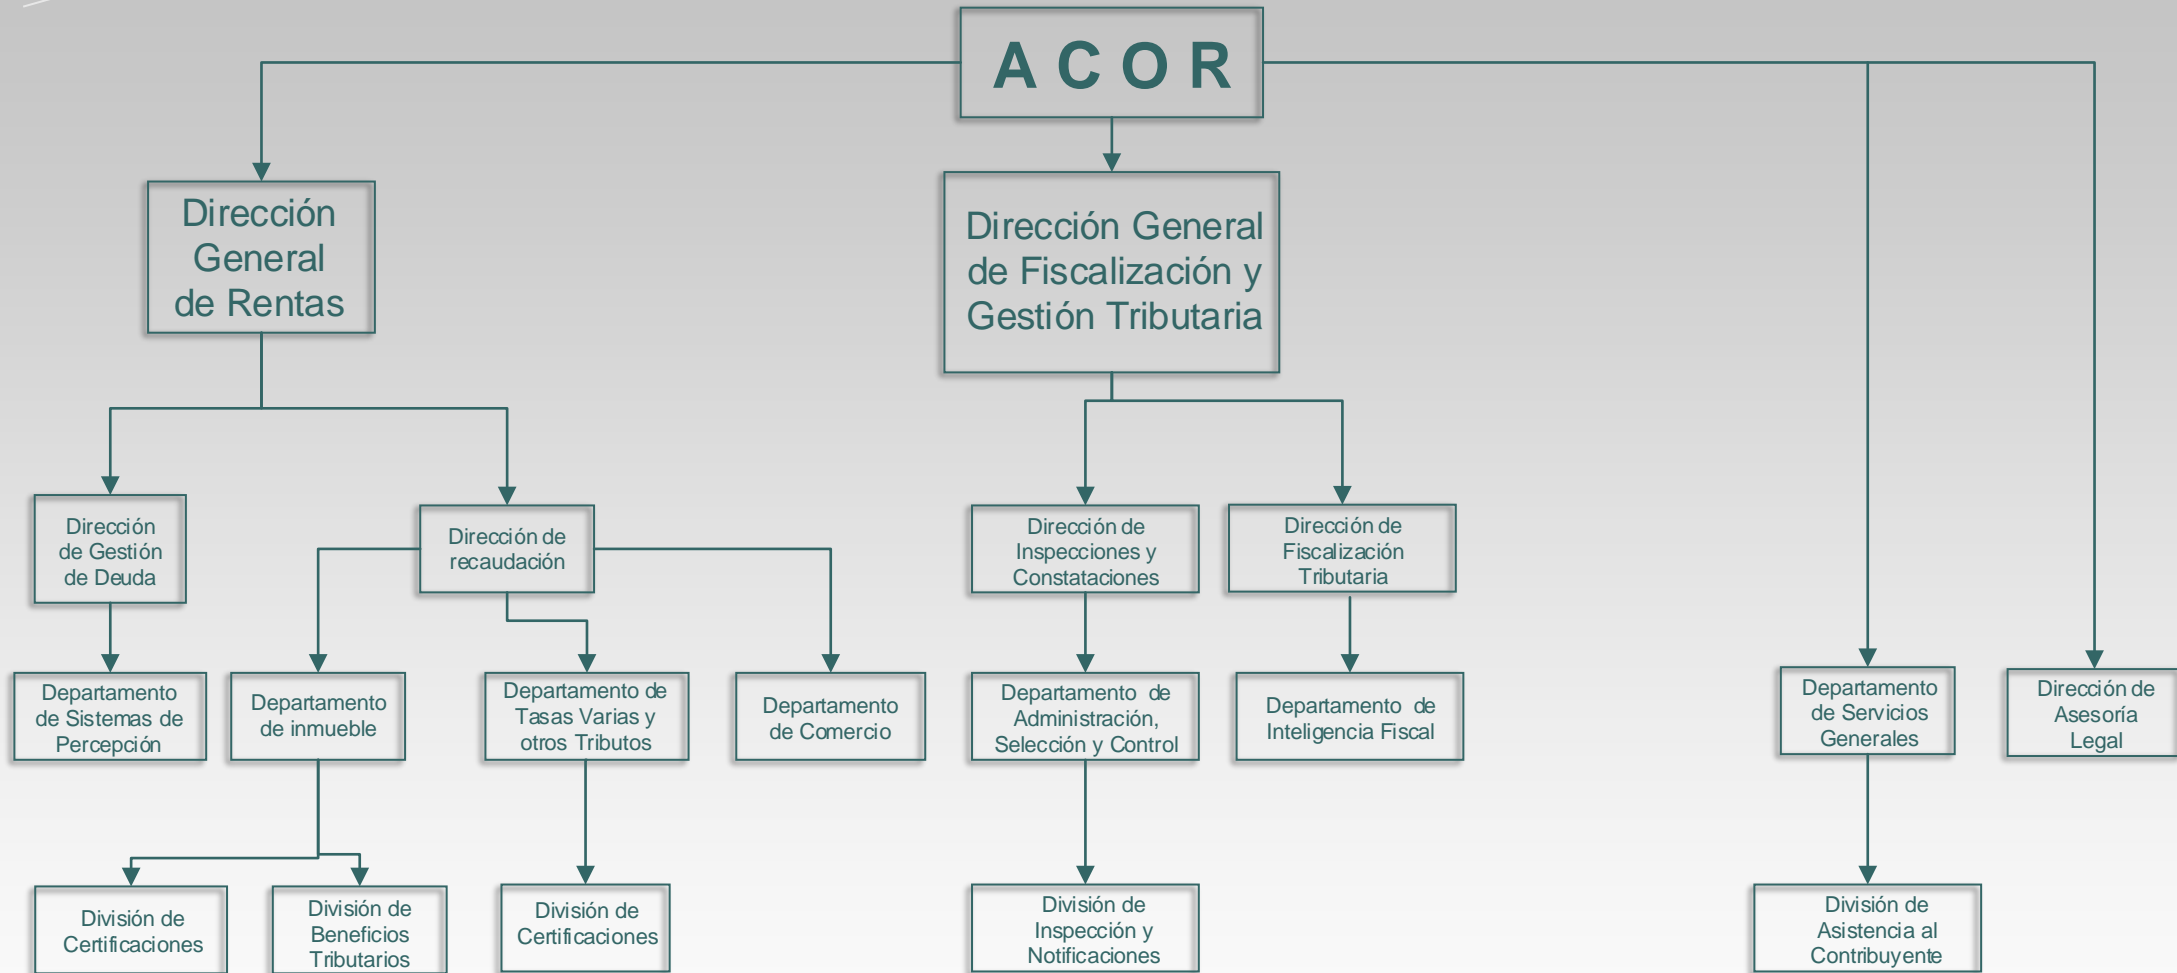 A C O R
Dirección
General
de Rentas
Dirección General
de Fiscalización y
Gestión Tributaria
Dirección
de Gestión
de Deuda
Dirección de
recaudación
Dirección de
Inspecciones y
Constataciones
Dirección de
Fiscalización
Tributaria
Departamento
de Sistemas de
Percepción
Departamento
de inmueble
Departamento de
Tasas Varias y
otros Tributos
Departamento
de Comercio
Departamento de
Administración,
Selección y Control
Departamento de
Inteligencia Fiscal
Departamento
de Servicios
Generales
Dirección de
Asesoría
Legal
División de
Certificaciones
División de
Beneficios
Tributarios
División de
Certificaciones
División de
Inspección y
Notificaciones
División de
Asistencia al
Contribuyente